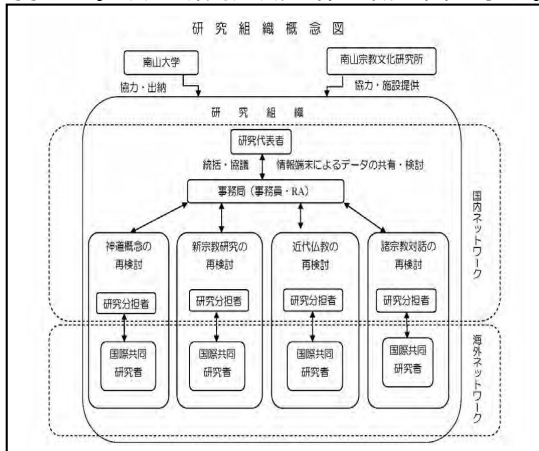 研究組織概念図
南山大学
南山宗教文化研究所
協力・出納
協力・施設提供
研究組織
研究代表者
統括・協議
情報端末によるデータの共有・検討
事務局（事務員・RA）
神道概念の
再検討
新宗教研究の
再検討
近代仏教の
再検討
諸宗教対話の
再検討
研究分担者
研究分担者
研究分担者
研究分担者
国内ネットワーク
国際共同
研究者
国際共同
研究者
国際共同
研究者
国際共同
研究者
海外ネットワーク